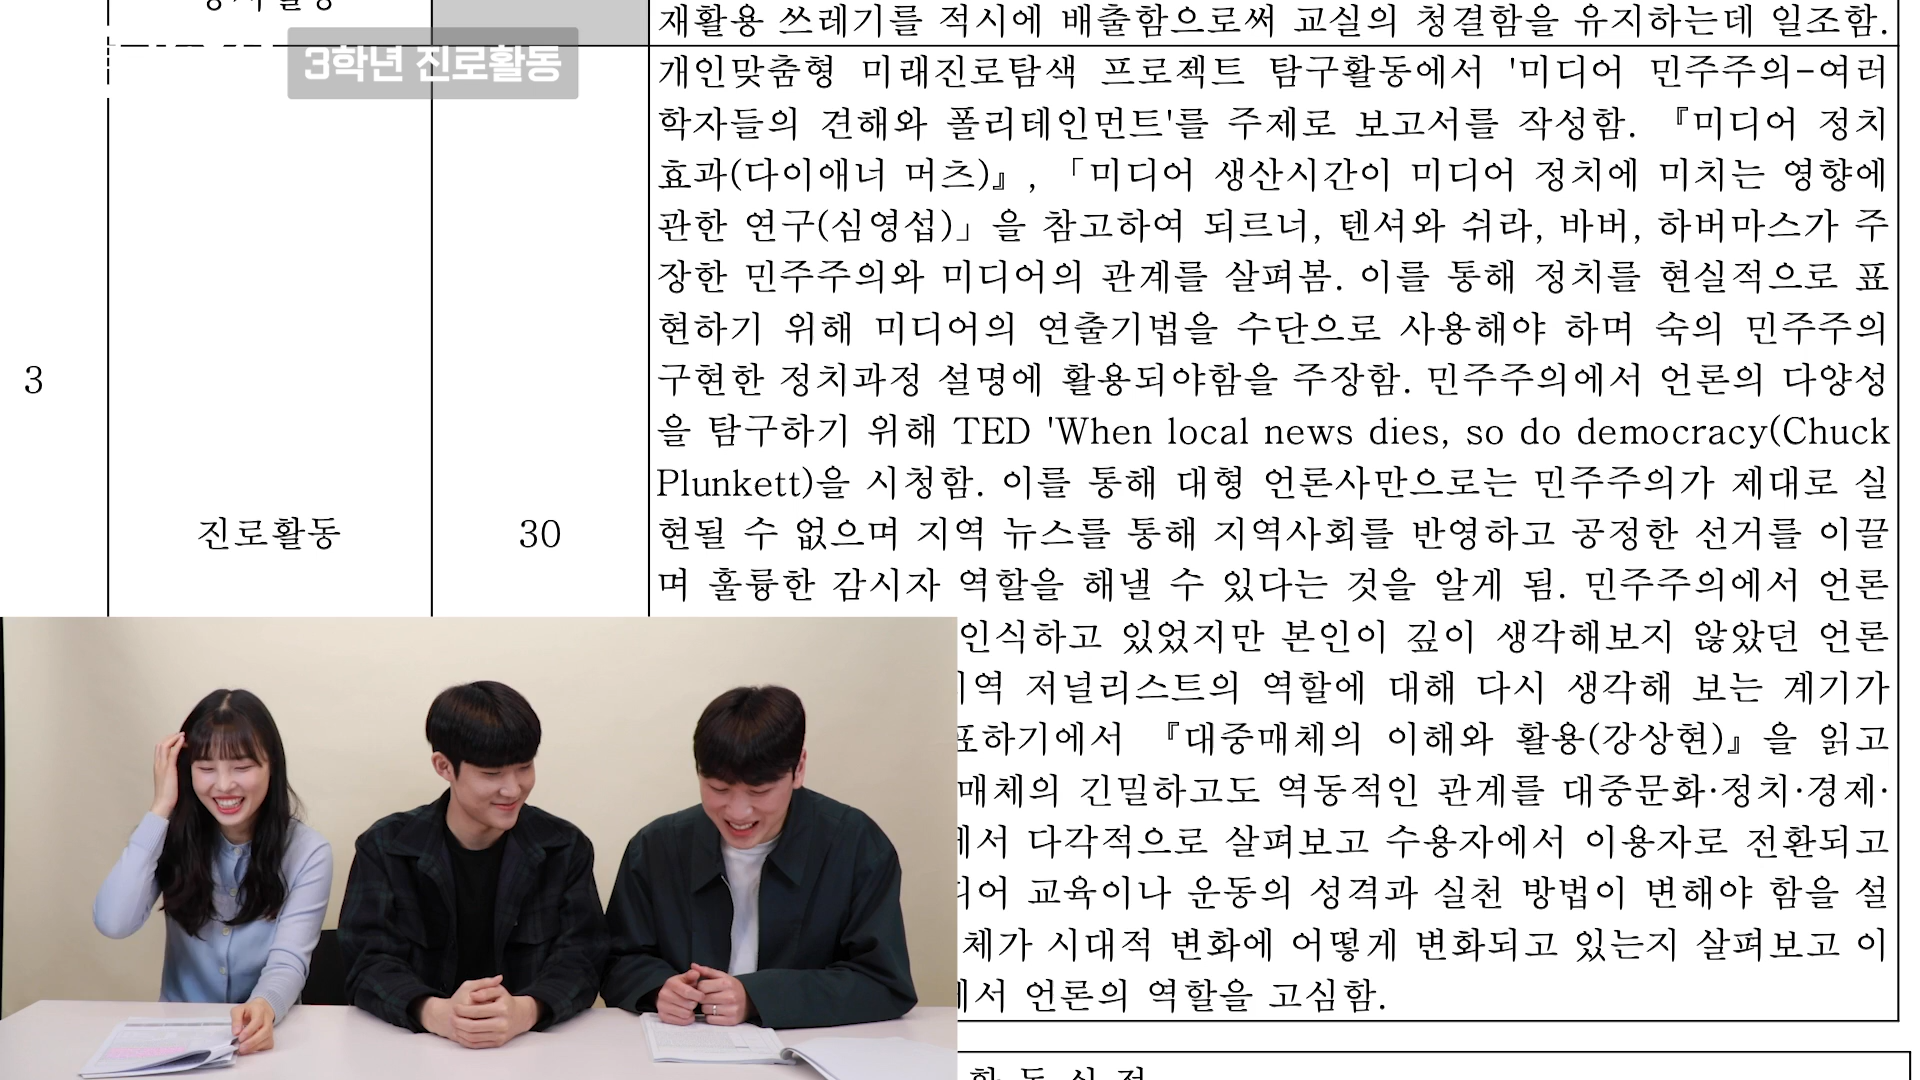 재활용 쓰레기를 적시에 배출함으로써 교실의 청결함을 유지하는데 일조함.
3학년 진로활동
3
진로활동
30
개인맞춤형 미래진로탐색 프로젝트 탐구활동에서 '미디어 민주주의-여러
학자들의 견해와 폴리테인먼트'를 주제로 보고서를 작성함. 『미디어 정치
효과(다이애너 머츠)』, 「미디어 생산시간이 미디어 정치에 미치는 영향에
관한 연구(심영섭)」을 참고하여 되르너, 텐셔와 쉬라, 바버, 하버마스가 주
장한 민주주의와 미디어의 관계를 살펴봄. 이를 통해 정치를 현실적으로 표
현하기 위해 미디어의 연출기법을 수단으로 사용해야 하며 숙의 민주주의
구현한 정치과정 설명에 활용되야함을 주장함. 민주주의에서 언론의 다양성
을 탐구하기 위해 TED 'When local news dies, so do democracy(Chuck
Plunkett)을 시청함. 이를 통해 대형 언론사만으로는 민주주의가 제대로 실
현될 수 없으며 지역 뉴스를 통해 지역사회를 반영하고 공정한 선거를 이끌
며 훌륭한 감시자 역할을 해낼 수 있다는 것을 알게 됨. 민주주의에서 언론
인식하고 있었지만 본인이 깊이 생각해보지 않았던 언론
저널리스트의 역할에 대해 다시 생각해 보는 계기가
표하기에서 『대중매체의 이해와 활용(강상현)』을 읽고
매체의 긴밀하고도 역동적인 관계를 대중문화·정치·경제·
에서 다각적으로 살펴보고 수용자에서 이용자로 전환되고
디어 교육이나 운동의 성격과 실천 방법이 변해야 함을 설
체가 시대적 변화에 어떻게 변화되고 있는지 살펴보고 이
에서 언론의 역할을 고심함.